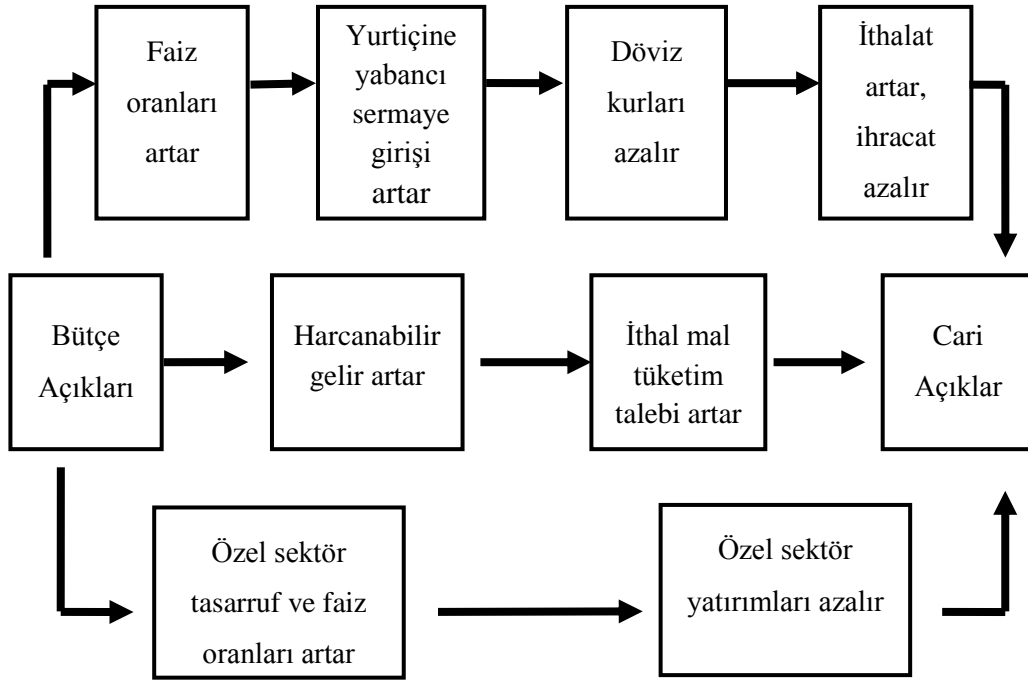 Faiz
oranları
artar
Yurtiçine
yabancı
sermaye
girişi
artar
Döviz
kurları
azalır
İthalat
artar,
ihracat
azalır
Bütçe
Açıkları
Harcanabilir
gelir artar
İthal mal
tüketim
talebi artar
Cari
Açıklar
Özel sektör
tasarruf ve faiz
oranları artar
Özel sektör
yatırımları azalır